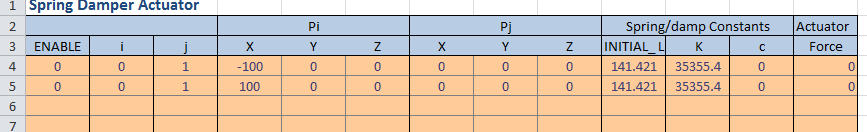 1 Spring Damper Actuator
2 Pi Pj Spring/damp Constants Actuator
3 ENABLE i j X Y Z X Y Z INITIAL_L K c Force
4 0 0 1 -100 0 0 0 0 0 141.421 35355.4 0 0
5 0 0 1 100 0 0 0 0 0 141.421 35355.4 0 0
6
7